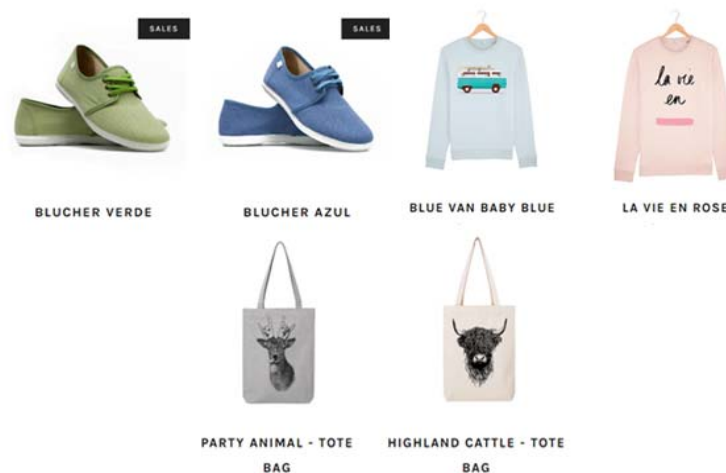 SALES
SALES
la vie
en
BLUCHER VERDE
BLUCHER AZUL
BLUE VAN BABY BLUE
LA VIE EN ROSE
PARTY ANIMAL - TOTE
BAG
HIGHLAND CATTLE - TOTE
BAG